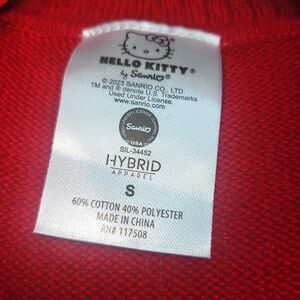 HELLO KITTY
by Sanrio
© 2023 SANRIO CO., LTD.
TM and ® denote U.S. Trademarks
Used Under License.
www.sanrio.com
Sanrio
USA
SIL-34452
HYBRID
APPAREL
S
60% COTTON 40% POLYESTER
MADE IN CHINA
RN# 117508